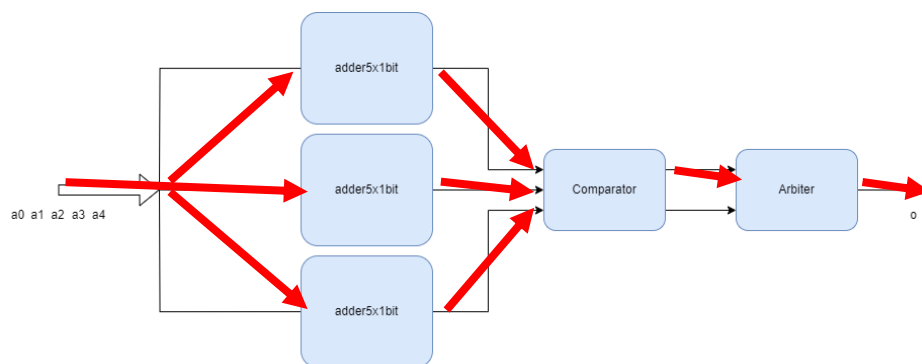 adder5x1bit
adder5x1bit
Comparator
Arbiter
a0 a1 a2 a3 a4
o
adder5x1bit